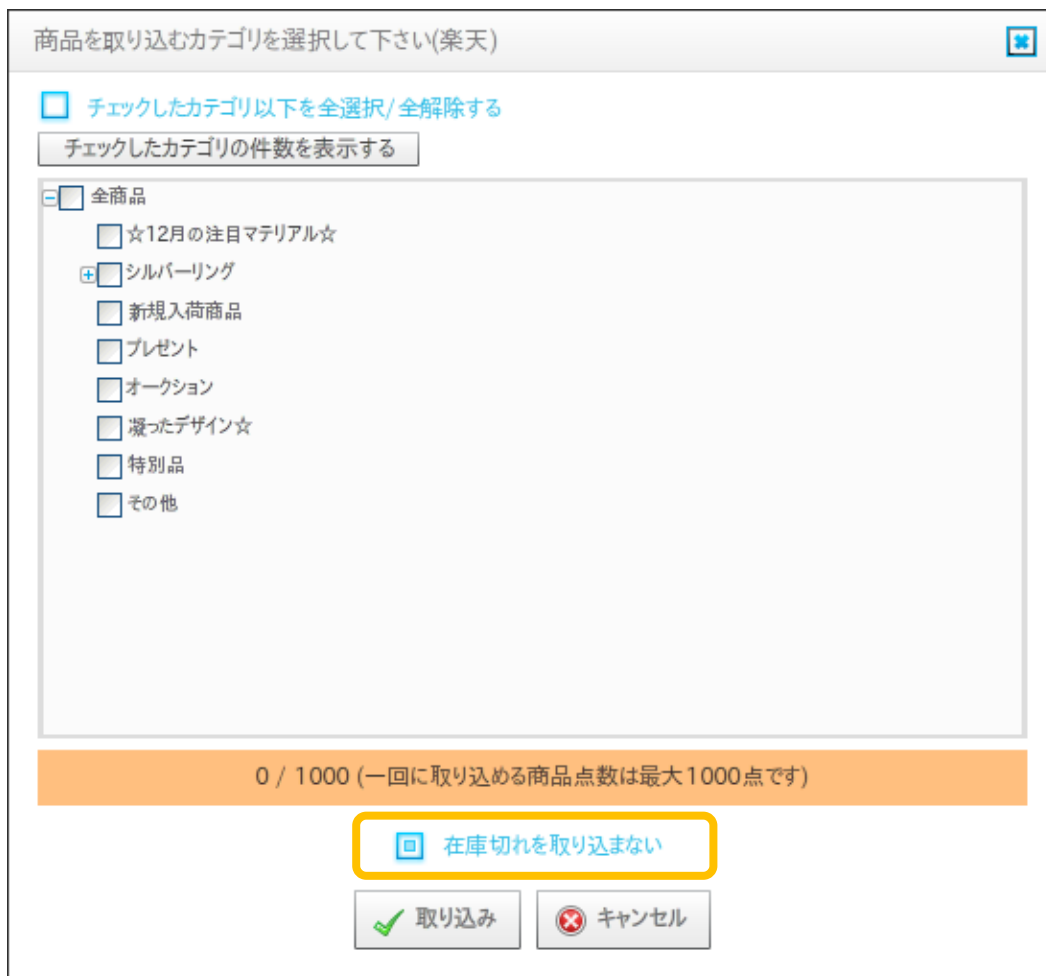 商品を取り込むカテゴリを選択して下さい(楽天)
チェックしたカテゴリ以下を全選択/全解除する
チェックしたカテゴリの件数を表示する
全商品
☆12月の注目マテリアル☆
シルバーリング
新規入荷商品
プレゼント
オークション
凝ったデザイン☆
特別品
その他
0 / 1000 (一回に取り込める商品点数は最大1000点です)
在庫切れを取り込まない
取り込み
キャンセル